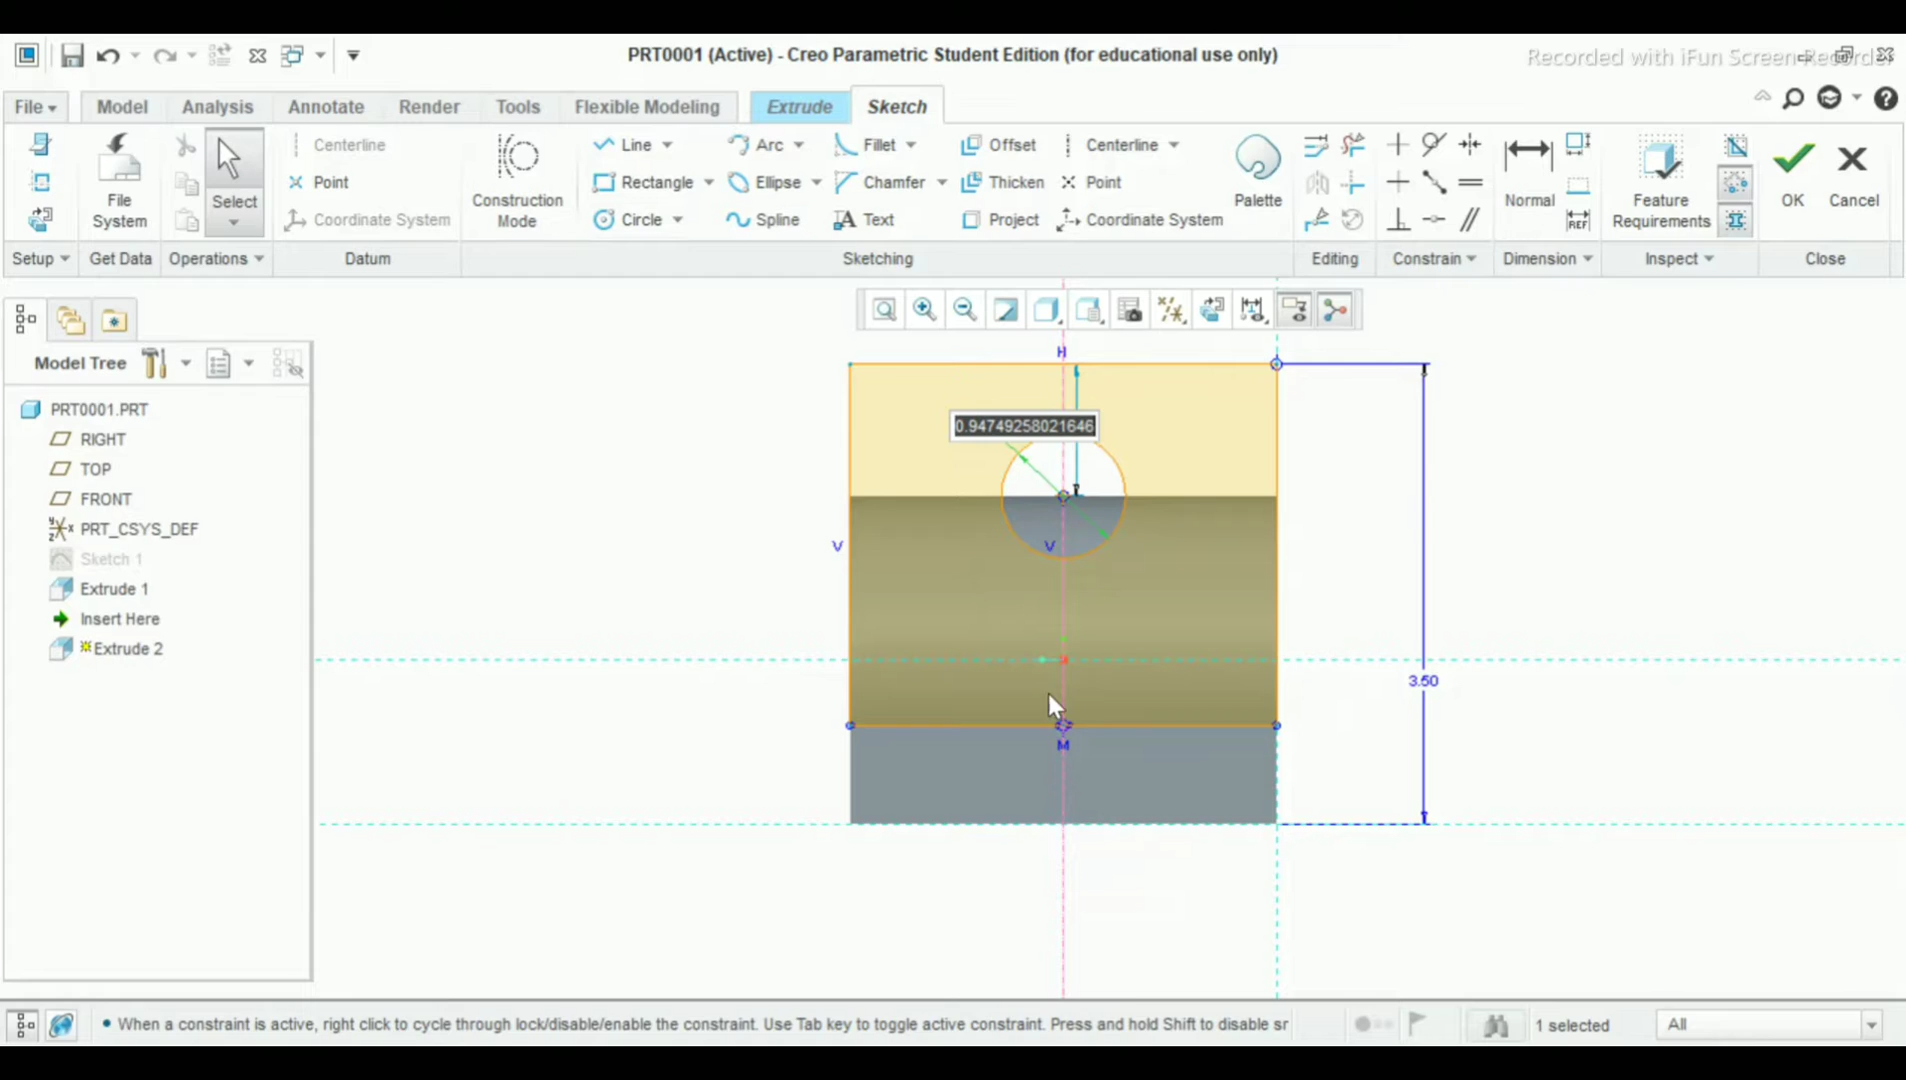 PRT0001 (Active) - Creo Parametric Student Edition (for educational use only)
Recorded with iFun Screen Recorder
File Model Analysis Annotate Render Tools Flexible Modeling Extrude Sketch
Centerline
Point
Coordinate System
File System
Select
Construction Mode
Line Arc Fillet Offset Centerline
Rectangle Ellipse Chamfer Thicken Point
Circle Spline Text Project Coordinate System
Palette
Normal
REF
Feature Requirements
OK
Cancel
Setup Get Data Operations Datum Sketching Editing Constrain Dimension Inspect Close
Model Tree
PRT0001.PRT
RIGHT
TOP
FRONT
PRT_CSYS_DEF
Sketch 1
Extrude 1
Insert Here
Extrude 2
H
0.94749258021646
V
V
M
3.50
When a constraint is active, right click to cycle through lock/disable/enable the constraint. Use Tab key to toggle active constraint. Press and hold Shift to disable sr
1 selected
All